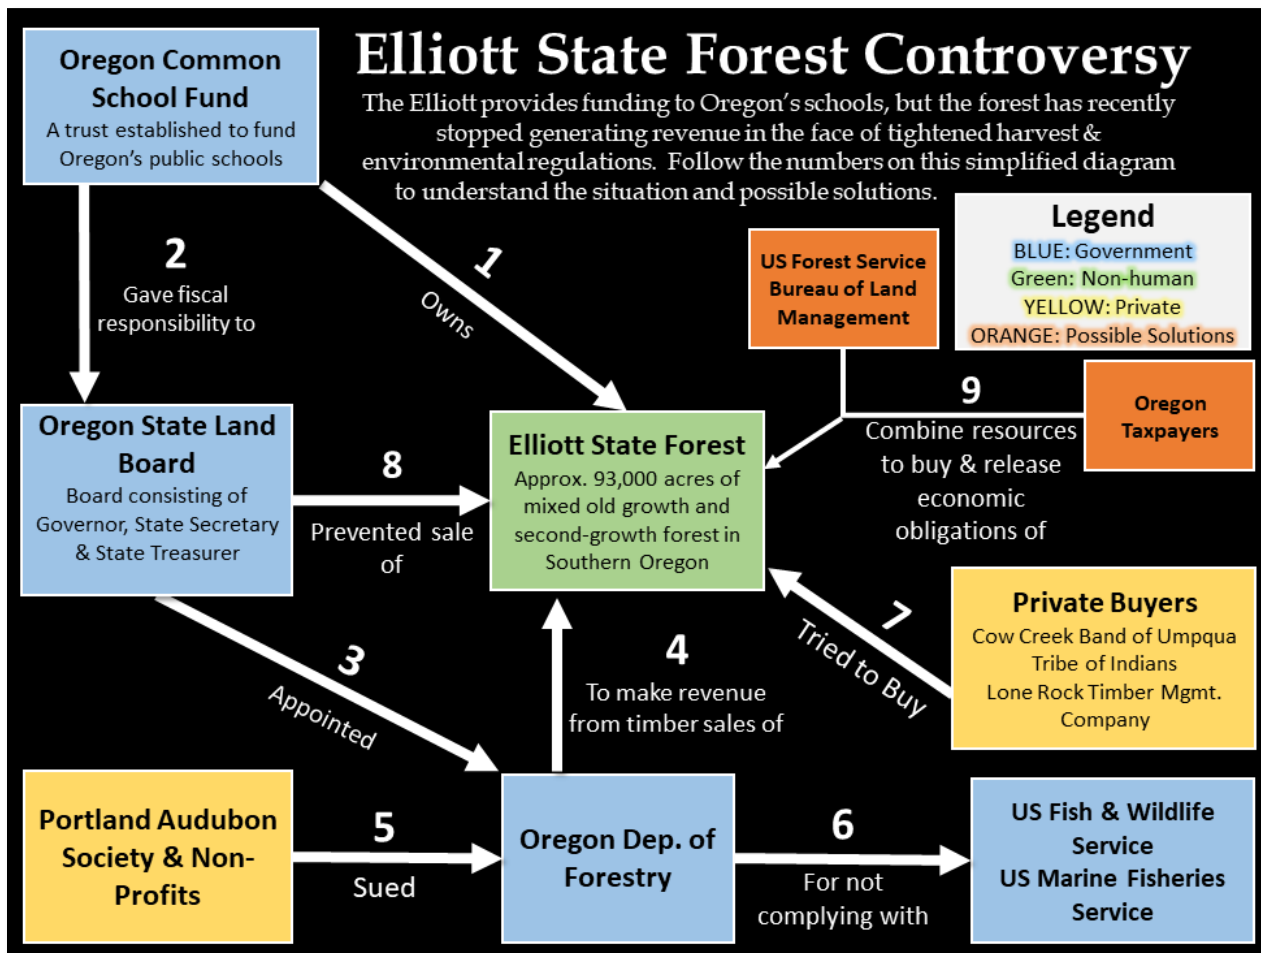 Elliott State Forest Controversy
The Elliott provides funding to Oregon's schools, but the forest has recently
stopped generating revenue in the face of tightened harvest &
environmental regulations.  Follow the numbers on this simplified diagram
to understand the situation and possible solutions.
Oregon Common
School Fund
A trust established to fund
Oregon's public schools
Legend
BLUE: Government
Green: Non-human
YELLOW: Private
ORANGE: Possible Solutions
1
Owns
2
Gave fiscal
responsibility to
US Forest Service
Bureau of Land
Management
Oregon
Taxpayers
9
Combine resources
to buy & release
economic
obligations of
Oregon State Land
Board
Board consisting of
Governor, State Secretary
& State Treasurer
8
Prevented sale
of
Elliott State Forest
Approx. 93,000 acres of
mixed old growth and
second-growth forest in
Southern Oregon
7
Tried to Buy
Private Buyers
Cow Creek Band of Umpqua
Tribe of Indians
Lone Rock Timber Mgmt.
Company
3
Appointed
4
To make revenue
from timber sales of
Portland Audubon
Society & Non-
Profits
5
Sued
Oregon Dep. of
Forestry
6
For not
complying with
US Fish & Wildlife
Service
US Marine Fisheries
Service